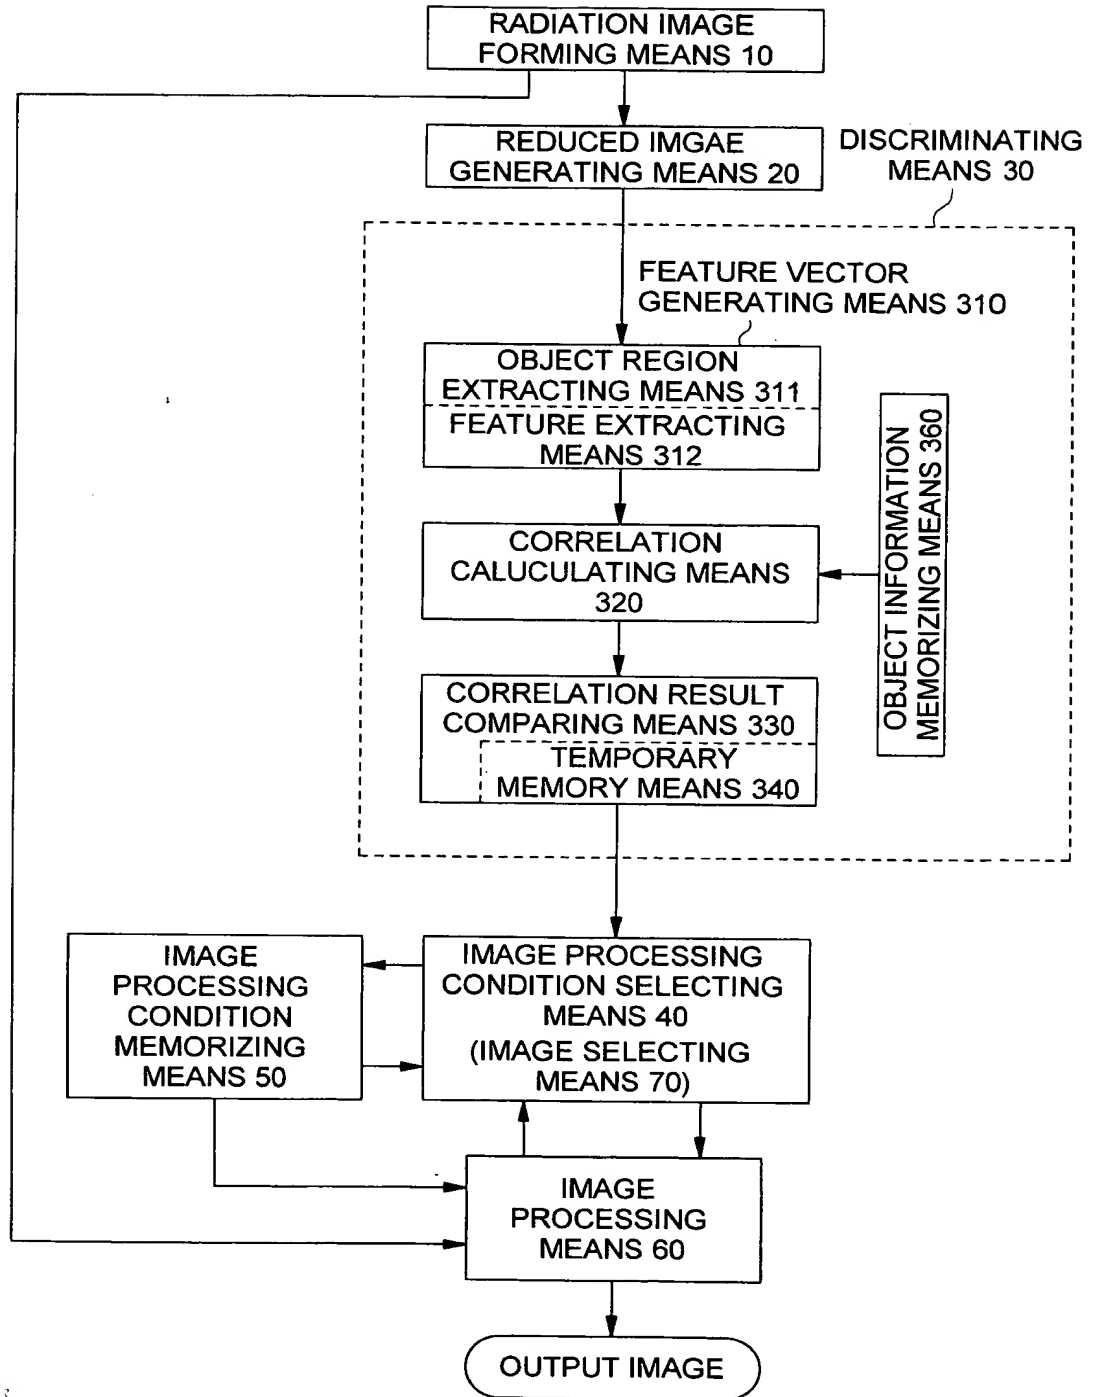 RADIATION IMAGE
FORMING MEANS 10
REDUCED IMGAE
GENERATING MEANS 20
DISCRIMINATING
MEANS 30
FEATURE VECTOR
GENERATING MEANS 310
OBJECT REGION
EXTRACTING MEANS 311
FEATURE EXTRACTING
MEANS 312
OBJECT INFORMATION
MEMORIZING MEANS 360
CORRELATION
CALUCULATING MEANS
320
CORRELATION RESULT
COMPARING MEANS 330
TEMPORARY
MEMORY MEANS 340
IMAGE
PROCESSING
CONDITION
MEMORIZING
MEANS 50
IMAGE PROCESSING
CONDITION SELECTING
MEANS 40
(IMAGE SELECTING
MEANS 70)
IMAGE
PROCESSING
MEANS 60
OUTPUT IMAGE